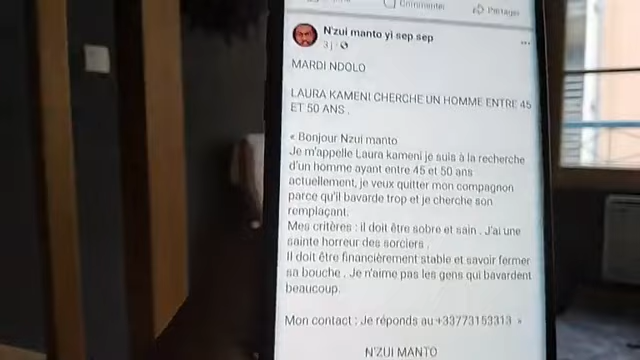 Commenter
Partager
N'zui manto yi sep sep
3 j
MARDI NDOLO
LAURA KAMENI CHERCHE UN HOMME ENTRE 45
ET 50 ANS .
« Bonjour Nzui manto
Je m'appelle Laura kameni je suis à la recherche
d'un homme ayant entre 45 et 50 ans
actuellement, je veux quitter mon compagnon
parce qu'il bavarde trop et je cherche son
remplaçant.
Mes critères : il doit être sobre et sain . J'ai une
sainte horreur des sorciers .
Il doit être financièrement stable et savoir fermer
sa bouche . Je n'aime pas les gens qui bavardent
beaucoup.
Mon contact : Je réponds au +33773153313 »
N'ZUI MANTO